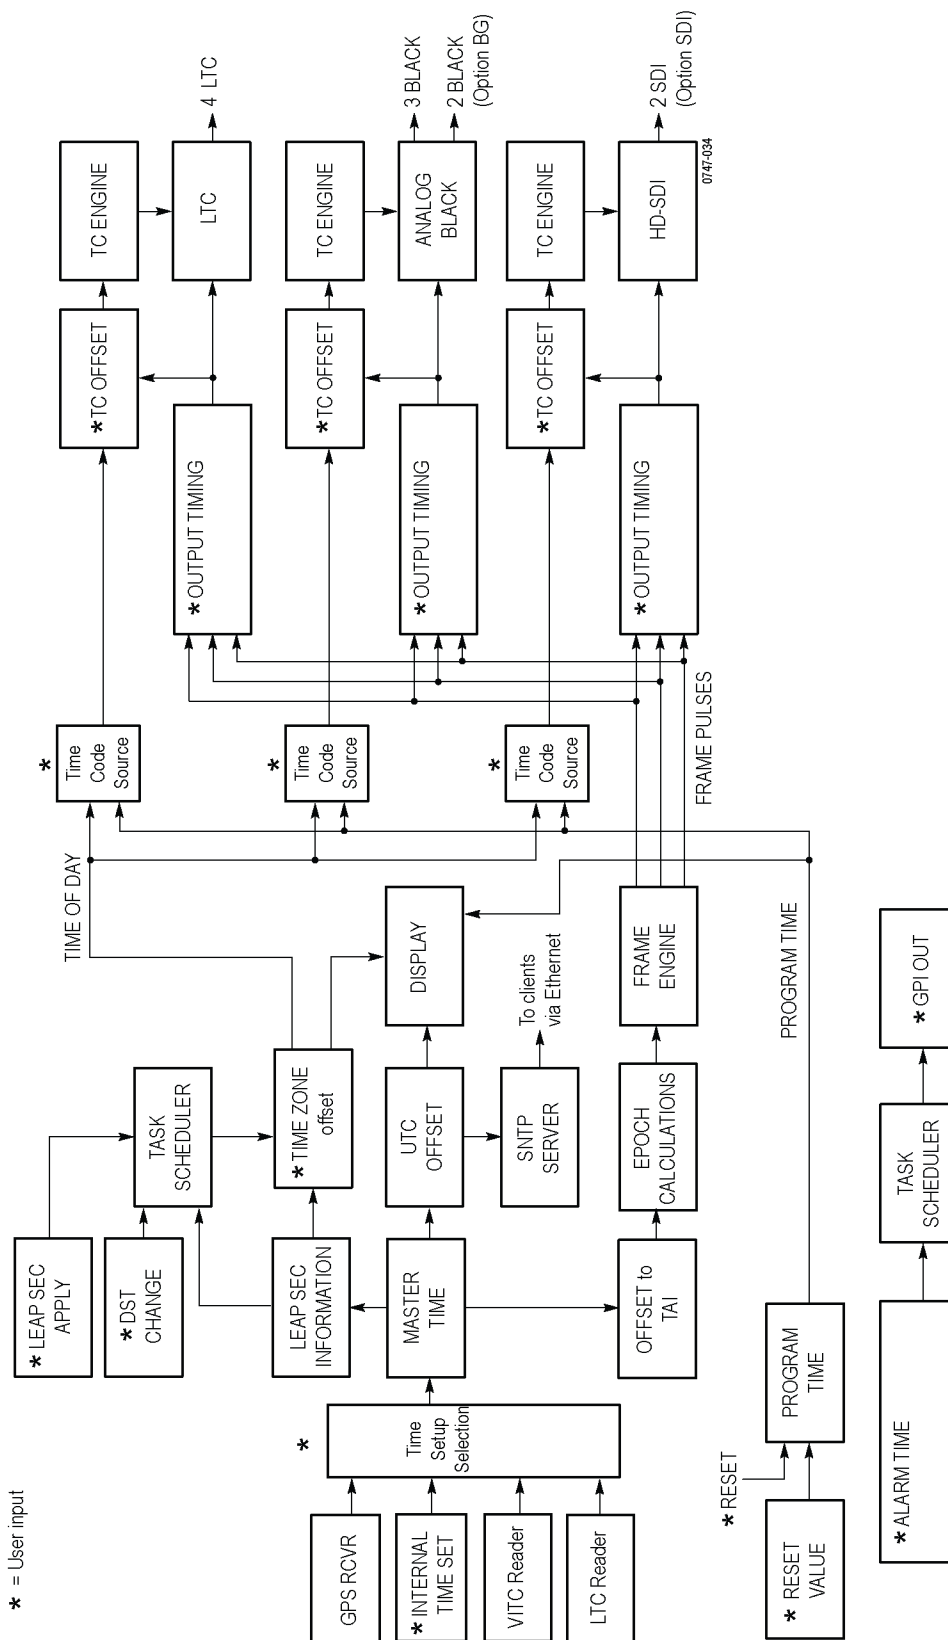 * = User input
GPS RCVR
* INTERNAL
TIME SET
VITC Reader
LTC Reader
*
Time
Setup
Selection
* LEAP SEC
APPLY
* DST
CHANGE
LEAP SEC
INFORMATION
MASTER
TIME
OFFSET to
TAI
TASK
SCHEDULER
* TIME ZONE
offset
UTC
OFFSET
SNTP
SERVER
To clients
via Ethernet
EPOCH
CALCULATIONS
DISPLAY
FRAME
ENGINE
TIME OF DAY
*
Time
Code
Source
*
Time
Code
Source
*
Time
Code
Source
FRAME PULSES
* OUTPUT TIMING
* OUTPUT TIMING
* OUTPUT TIMING
* TC OFFSET
* TC OFFSET
* TC OFFSET
TC ENGINE
LTC
4 LTC
TC ENGINE
ANALOG
BLACK
3 BLACK
2 BLACK
(Option BG)
TC ENGINE
HD-SDI
2 SDI
(Option SDI)
0747-034
* RESET
* RESET
VALUE
PROGRAM
TIME
PROGRAM TIME
* ALARM TIME
TASK
SCHEDULER
* GPI OUT